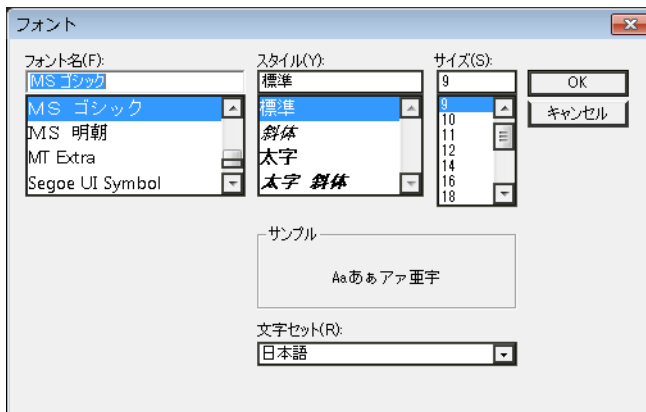 フォント
フォント名(F):
MS ゴシック
MS ゴシック
MS 明朝
MT Extra
Segoe UI Symbol
スタイル(Y):
標準
標準
斜体
太字
太字 斜体
サイズ(S):
9
9
10
11
12
14
16
18
OK
キャンセル
サンプル
Aaあぁアァ亜宇
文字セット(R):
日本語